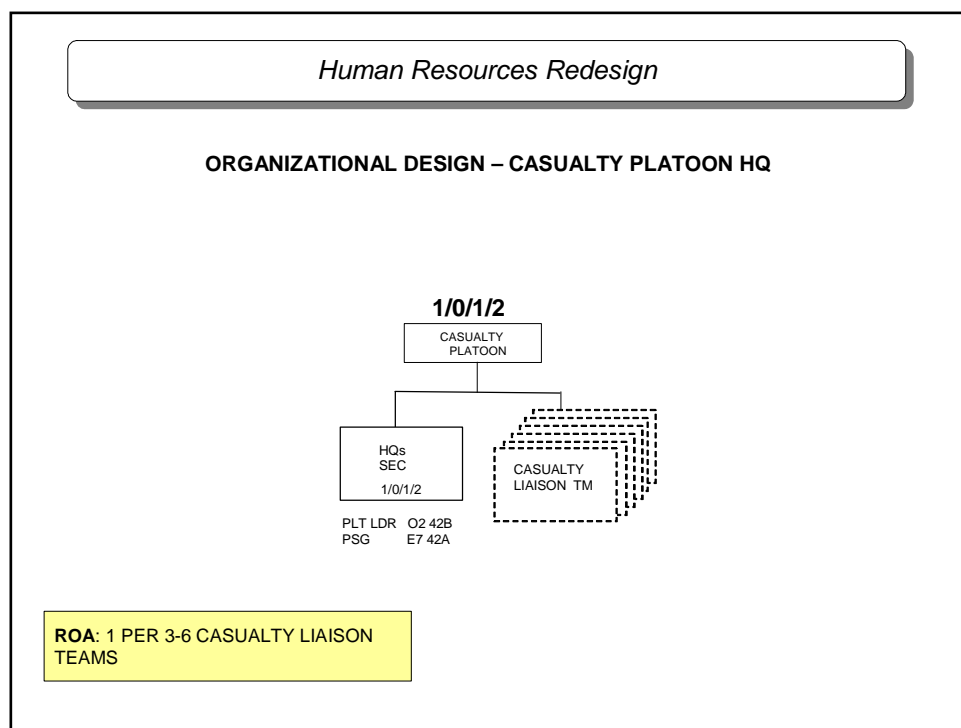 Human Resources Redesign
ORGANIZATIONAL DESIGN – CASUALTY PLATOON HQ
1/0/1/2
CASUALTY
PLATOON
HQs
SEC
1/0/1/2
CASUALTY
LIAISON TM
PLT LDR O2 42B
PSG E7 42A
ROA: 1 PER 3-6 CASUALTY LIAISON
TEAMS